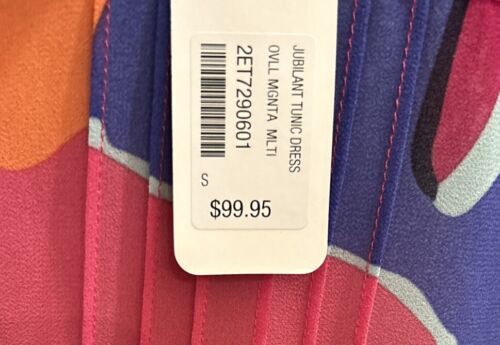 JUBILANT TUNIC DRESS
OVLL MGNTA MLTI
2ET7290601
S
$99.95